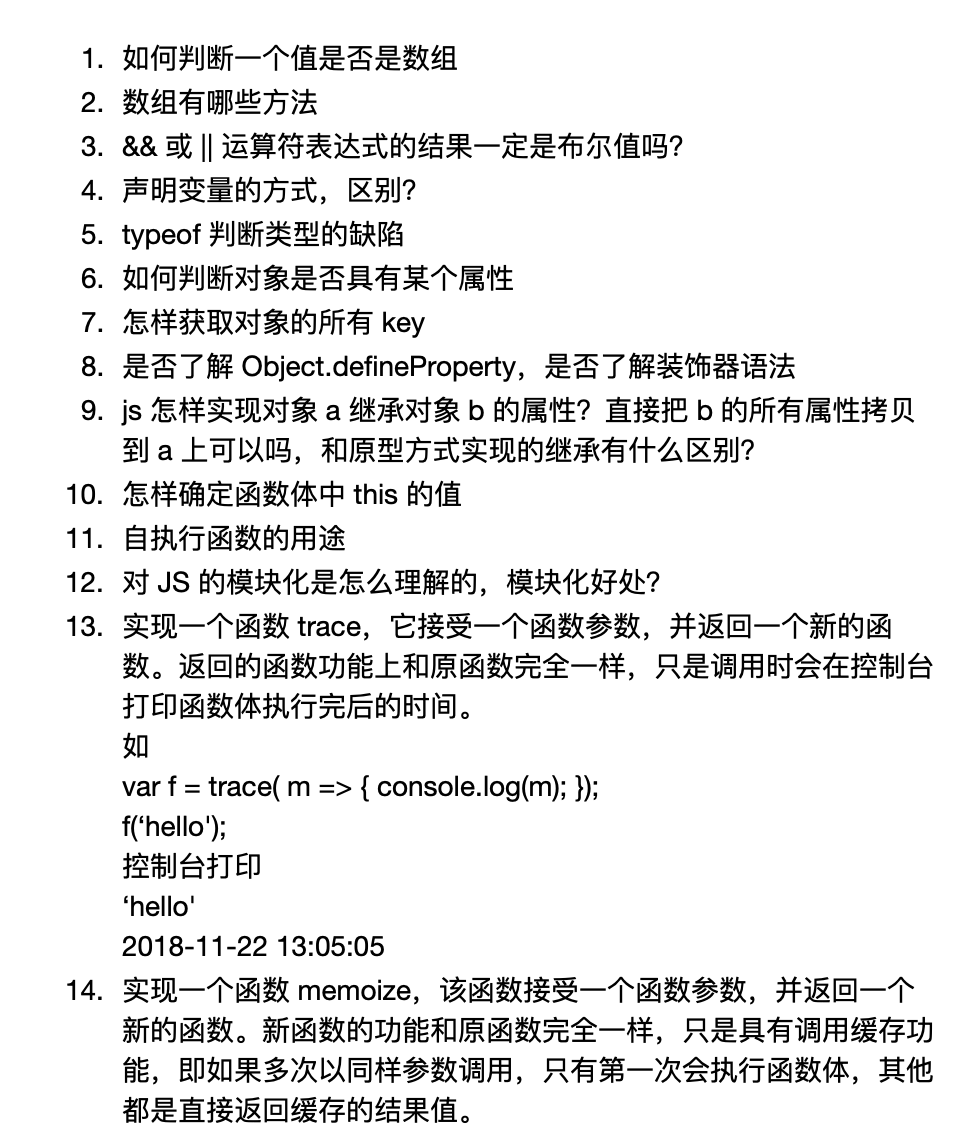 1. 如何判断一个值是否是数组
2. 数组有哪些方法
3. && 或 || 运算符表达式的结果一定是布尔值吗?
4. 声明变量的方式，区别?
5. typeof 判断类型的缺陷
6. 如何判断对象是否具有某个属性
7. 怎样获取对象的所有 key
8. 是否了解 Object.defineProperty，是否了解装饰器语法
9. js 怎样实现对象 a 继承对象 b 的属性？直接把 b 的所有属性拷贝
到 a 上可以吗，和原型方式实现的继承有什么区别?
10. 怎样确定函数体中 this 的值
11. 自执行函数的用途
12. 对 JS 的模块化是怎么理解的，模块化好处?
13. 实现一个函数 trace，它接受一个函数参数，并返回一个新的函
数。返回的函数功能上和原函数完全一样，只是调用时会在控制台
打印函数体执行完后的时间。
如
var f = trace( m => { console.log(m); });
f(‘hello');
控制台打印
‘hello'
2018-11-22 13:05:05
14. 实现一个函数 memoize，该函数接受一个函数参数，并返回一个
新的函数。新函数的功能和原函数完全一样，只是具有调用缓存功
能，即如果多次以同样参数调用，只有第一次会执行函数体，其他
都是直接返回缓存的结果值。